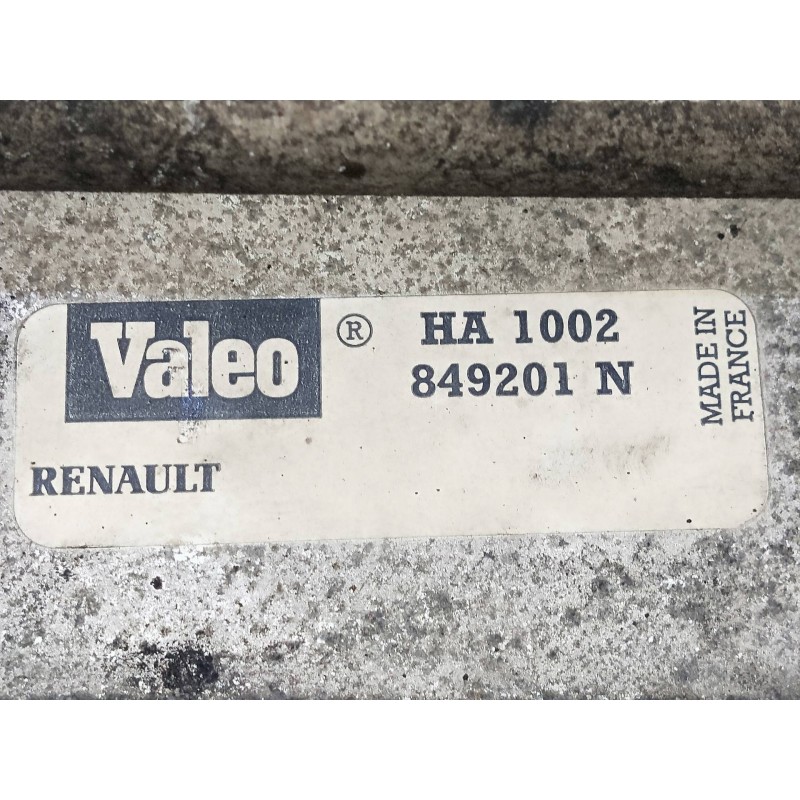 Valeo ® HA 1002
849201 N
RENAULT
MADE IN
FRANCE